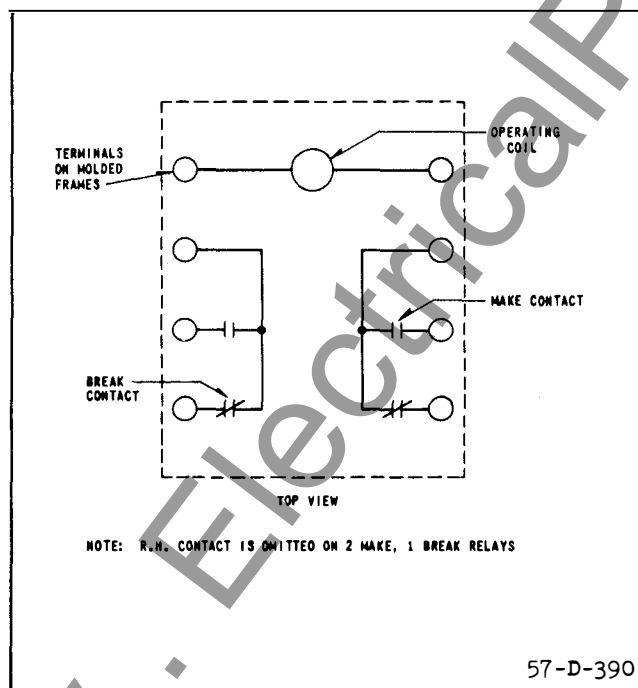 TERMINALS
ON MOLDED
FRAMES
OPERATING
COIL
MAKE CONTACT
BREAK
CONTACT
TOP VIEW
NOTE: R.H. CONTACT IS OMITTED ON 2 MAKE, 1 BREAK RELAYS
57-D-390
. ElectricalP